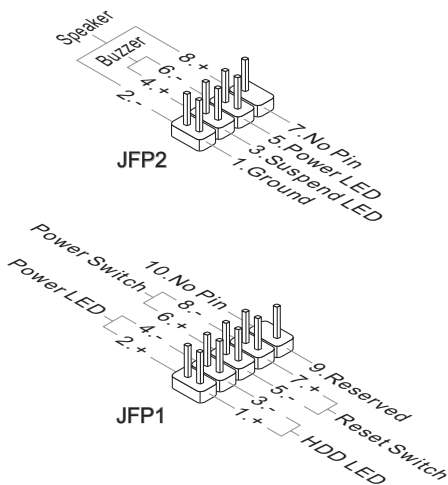 Speaker
Buzzer
8.+
6.-
4.+
2.-
7.No Pin
5.Power LED
3.Suspend LED
1.Ground
JFP2
10.No Pin
Power Switch
8.-
6.+
Power LED
4.-
2.+
9.Reserved
7.+
5.-
Reset Switch
3.-
1.+
HDD LED
JFP1